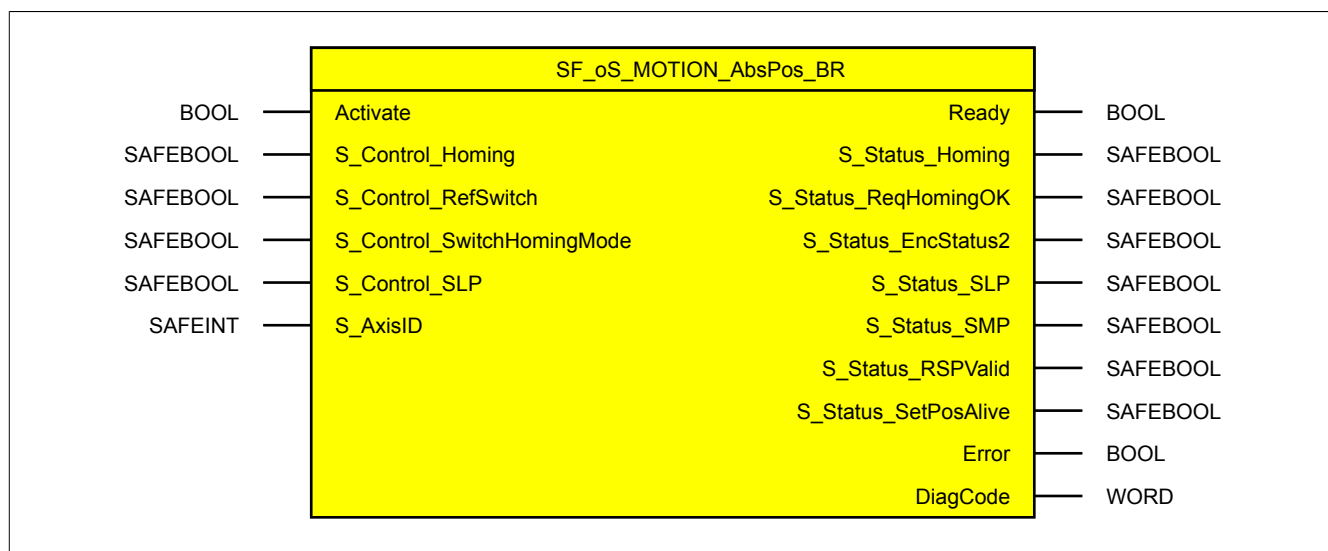 SF_oS_MOTION_AbsPos_BR
BOOL Activate Ready BOOL
SAFEBOOL S_Control_Homing S_Status_Homing SAFEBOOL
SAFEBOOL S_Control_RefSwitch S_Status_ReqHomingOK SAFEBOOL
SAFEBOOL S_Control_SwitchHomingMode S_Status_EncStatus2 SAFEBOOL
SAFEBOOL S_Control_SLP S_Status_SLP SAFEBOOL
SAFEINT S_AxisID S_Status_SMP SAFEBOOL
S_Status_RSPValid SAFEBOOL
S_Status_SetPosAlive SAFEBOOL
Error BOOL
DiagCode WORD